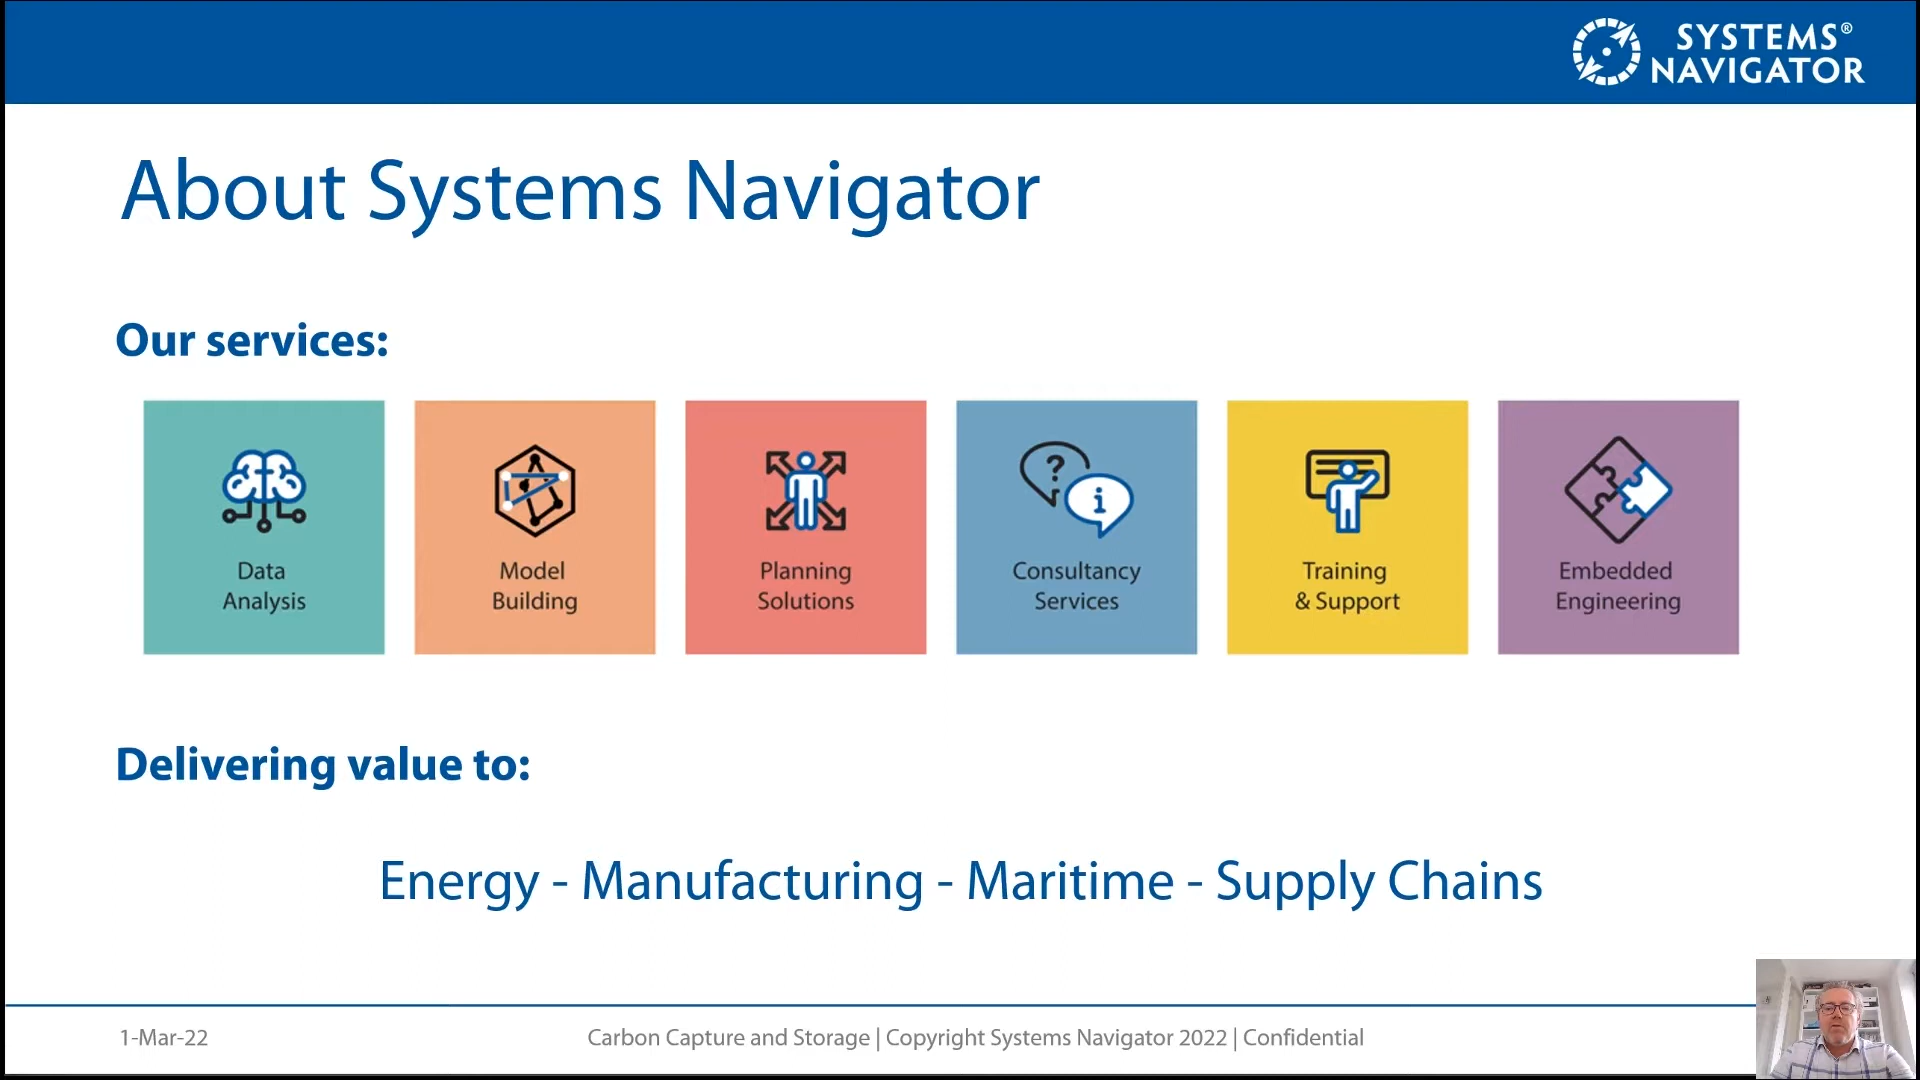 SYSTEMS®
NAVIGATOR
About Systems Navigator
Our services:
Data
Analysis
Model
Building
Planning
Solutions
?
i
Consultancy
Services
Training
& Support
Embedded
Engineering
Delivering value to:
Energy - Manufacturing - Maritime - Supply Chains
1-Mar-22
Carbon Capture and Storage | Copyright Systems Navigator 2022 | Confidential